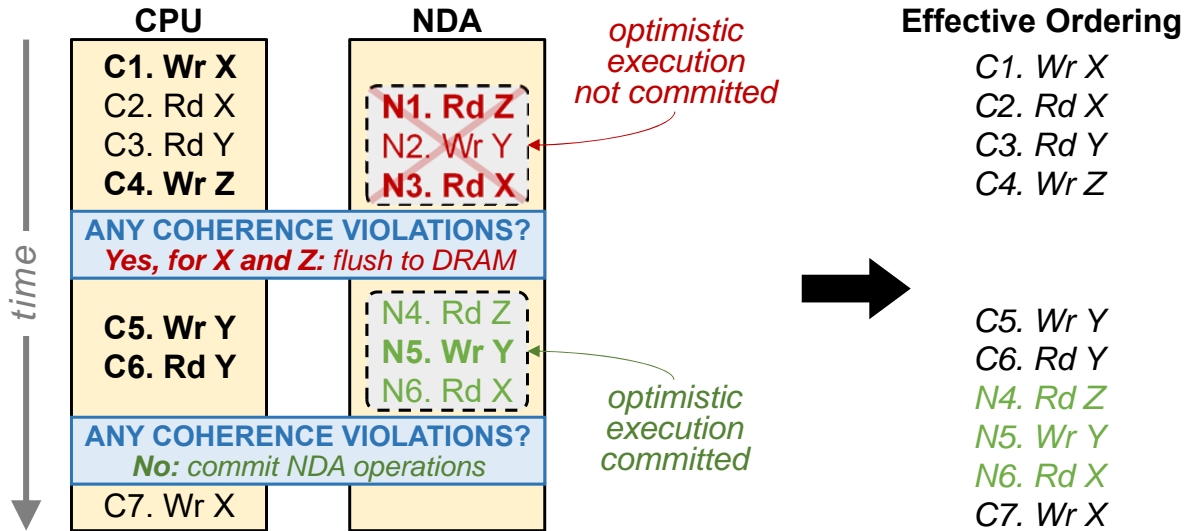 CPU
NDA
Effective Ordering
time
C1. Wr X
C2. Rd X
C3. Rd Y
C4. Wr Z
N1. Rd Z
N2. Wr Y
N3. Rd X
optimistic
execution
not committed
ANY COHERENCE VIOLATIONS?
Yes, for X and Z: flush to DRAM
C5. Wr Y
C6. Rd Y
N4. Rd Z
N5. Wr Y
N6. Rd X
optimistic
execution
committed
ANY COHERENCE VIOLATIONS?
No: commit NDA operations
C7. Wr X
C1. Wr X
C2. Rd X
C3. Rd Y
C4. Wr Z
C5. Wr Y
C6. Rd Y
N4. Rd Z
N5. Wr Y
N6. Rd X
C7. Wr X